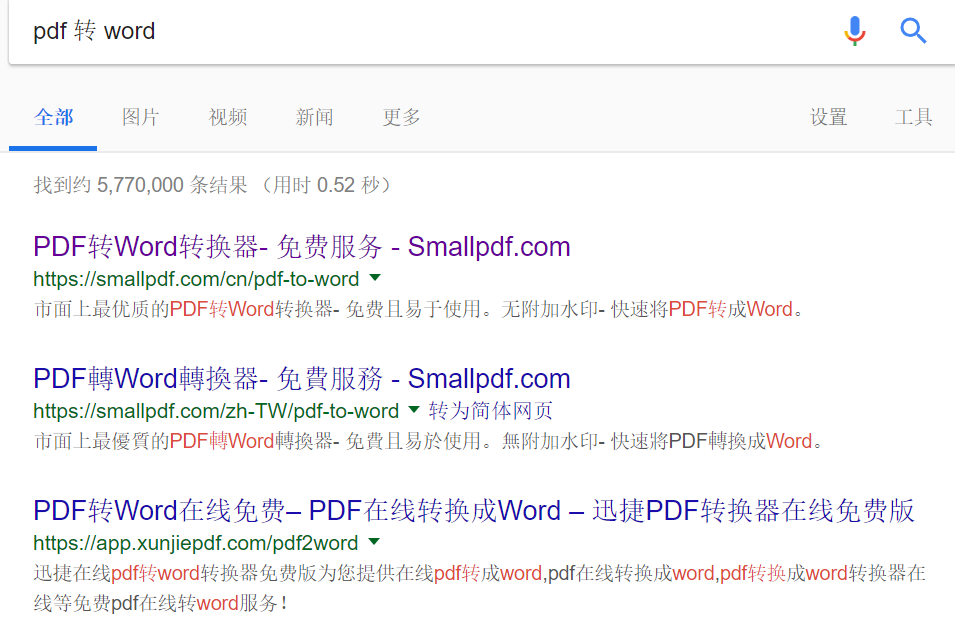 pdf 转 word
全部 图片 视频 新闻 更多 设置 工具
找到约 5,770,000 条结果 （用时 0.52 秒）
PDF转Word转换器- 免费服务 - Smallpdf.com
https://smallpdf.com/cn/pdf-to-word
市面上最优质的PDF转Word转换器- 免费且易于使用。无附加水印- 快速将PDF转成Word。
PDF轉Word轉換器- 免費服務 - Smallpdf.com
https://smallpdf.com/zh-TW/pdf-to-word 转为简体网页
市面上最優質的PDF轉Word轉換器- 免費且易於使用。無附加水印- 快速將PDF轉換成Word。
PDF转Word在线免费– PDF在线转换成Word – 迅捷PDF转换器在线免费版
https://app.xunjiepdf.com/pdf2word
迅捷在线pdf转word转换器免费版为您提供在线pdf转成word,pdf在线转换成word,pdf转换成word转换器在
线等免费pdf在线转word服务！